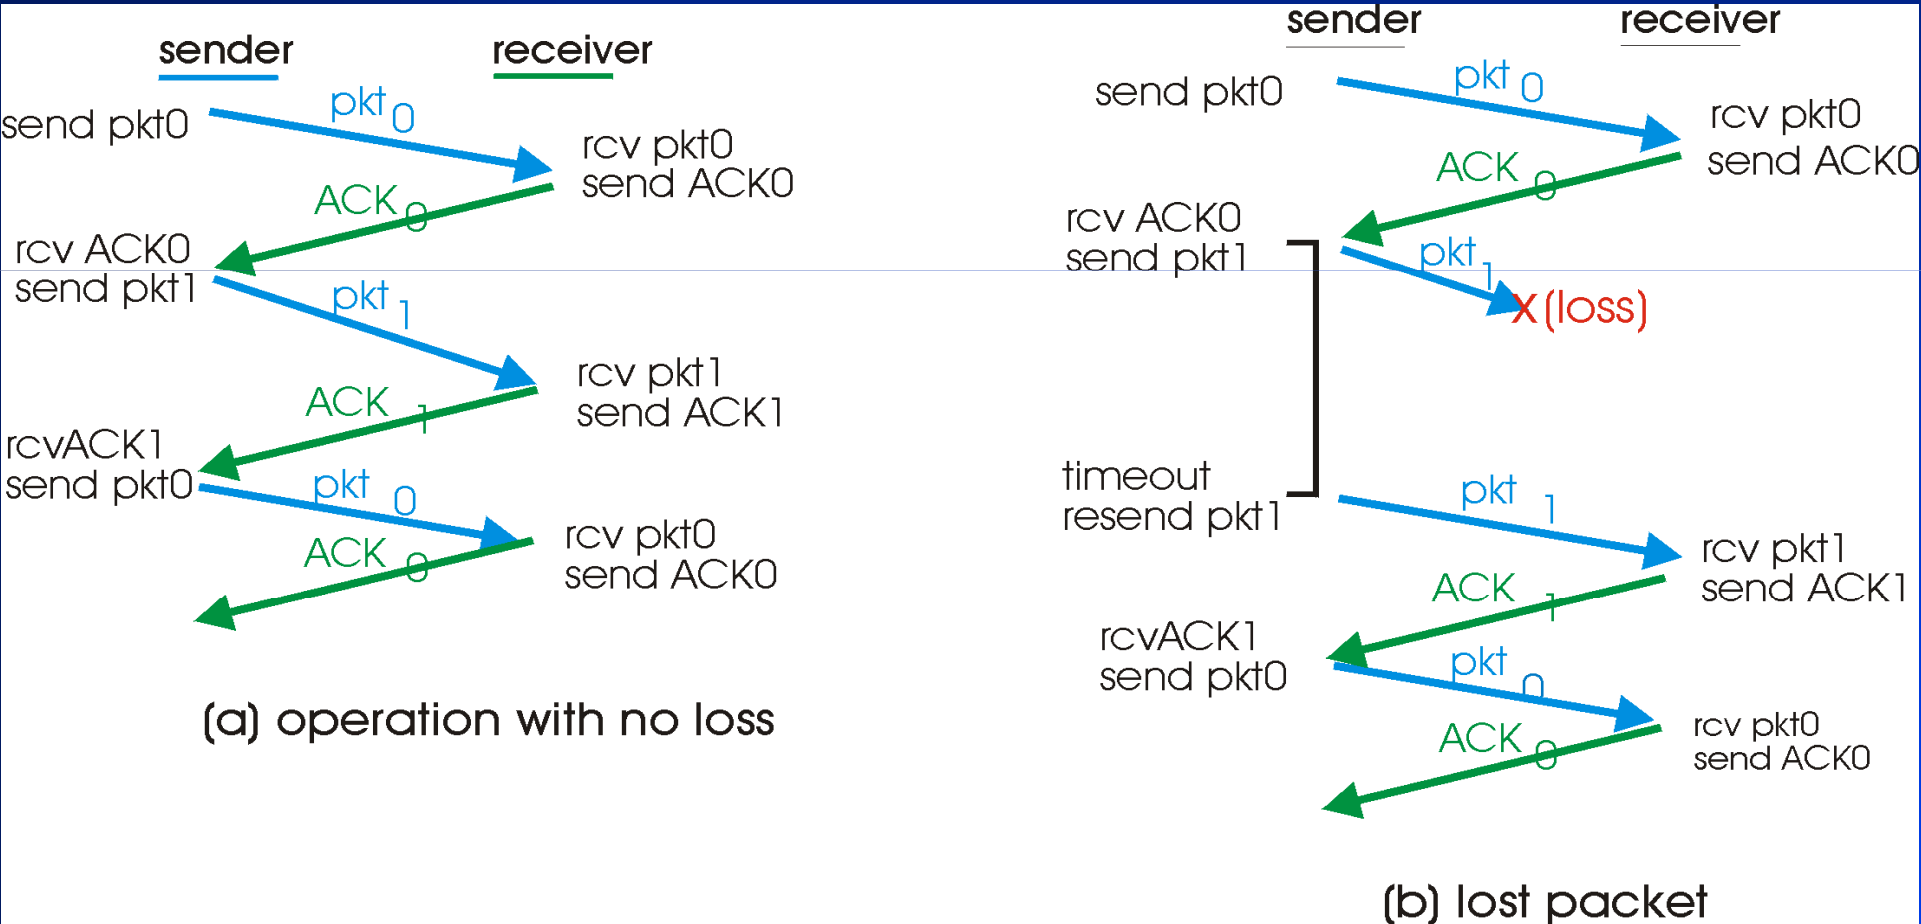 sender receiver
send pkt0
pkt 0
rcv pkt0
send ACK0
ACK 0
rcv ACK0
send pkt1
pkt 1
rcv pkt1
send ACK1
ACK 1
rcvACK1
send pkt0
pkt 0
rcv pkt0
send ACK0
ACK 0
(a) operation with no loss
sender receiver
send pkt0
pkt 0
rcv pkt0
send ACK0
ACK 0
rcv ACK0
send pkt1
pkt 1
X (loss)
timeout
resend pkt1
pkt 1
rcv pkt1
send ACK1
ACK 1
rcvACK1
send pkt0
pkt 0
rcv pkt0
send ACK0
ACK 0
(b) lost packet